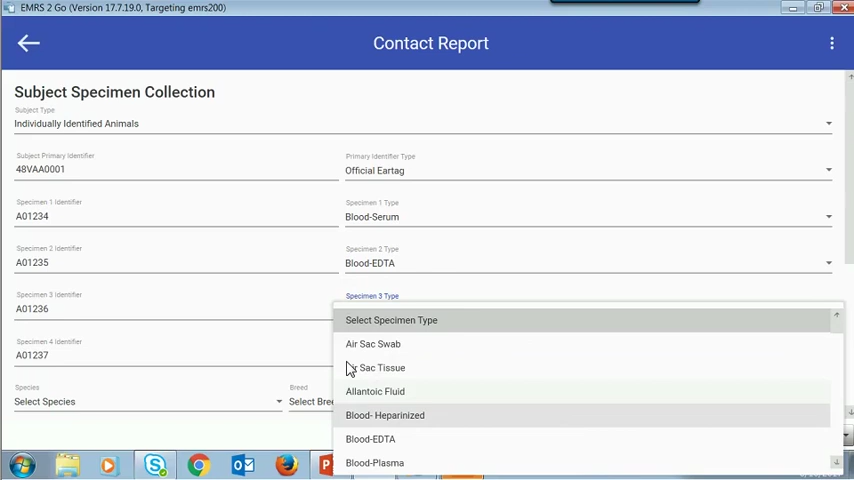 EMRS 2 Go (Version 17.7.19.0, Targeting emrs200)
Contact Report
Subject Specimen Collection
Subject Type
Individually Identified Animals
Subject Primary Identifier
Primary Identifier Type
48VAA0001
Official Eartag
Specimen 1 Identifier
Specimen 1 Type
A01234
Blood-Serum
Specimen 2 Identifier
Specimen 2 Type
A01235
Blood-EDTA
Specimen 3 Identifier
Specimen 3 Type
A01236
Select Specimen Type
Specimen 4 Identifier
Air Sac Swab
A01237
Sac Tissue
Species
Breed
Allantoic Fluid
Select Species
Select Bree
Blood- Heparinized
Blood-EDTA
Blood-Plasma